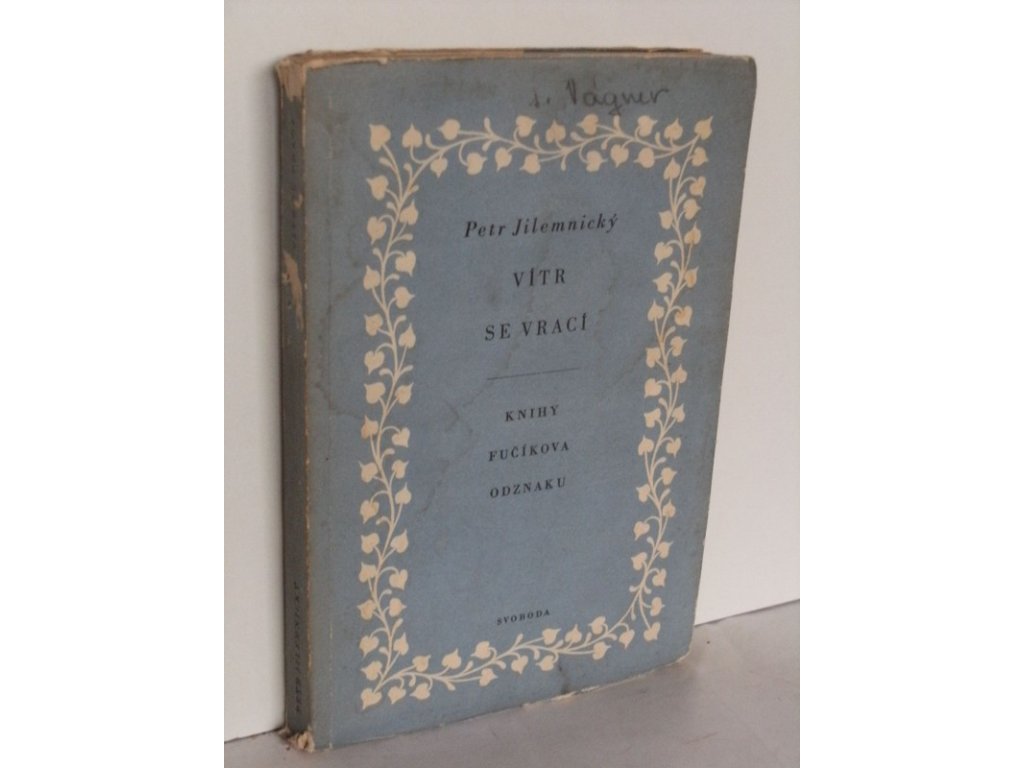 Vágner
Petr Jilemnický
VÍTR
SE VRACÍ
KNIHY
FUČÍKOVA
ODZNAKU
SVOBODA